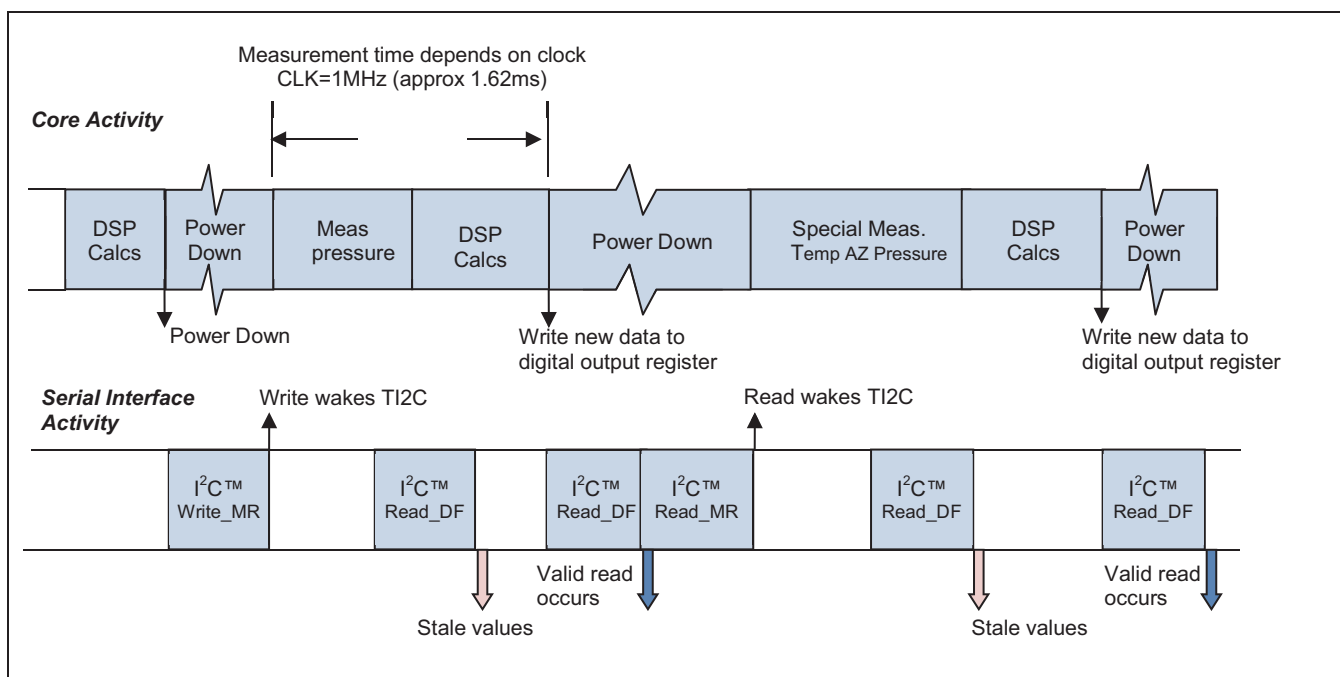 Measurement time depends on clock
CLK=1MHz (approx 1.62ms)
Core Activity
DSP
Calcs
Power
Down
Meas
pressure
DSP
Calcs
Power Down
Special Meas.
Temp AZ Pressure
DSP
Calcs
Power
Down
Power Down
Write new data to
digital output register
Write new data to
digital output register
Serial Interface
Activity
Write wakes TI2C
Read wakes TI2C
I²C™
Write_MR
I²C™
Read_DF
I²C™
Read_DF
I²C™
Read_MR
I²C™
Read_DF
I²C™
Read_DF
Stale values
Valid read
occurs
Stale values
Valid read
occurs